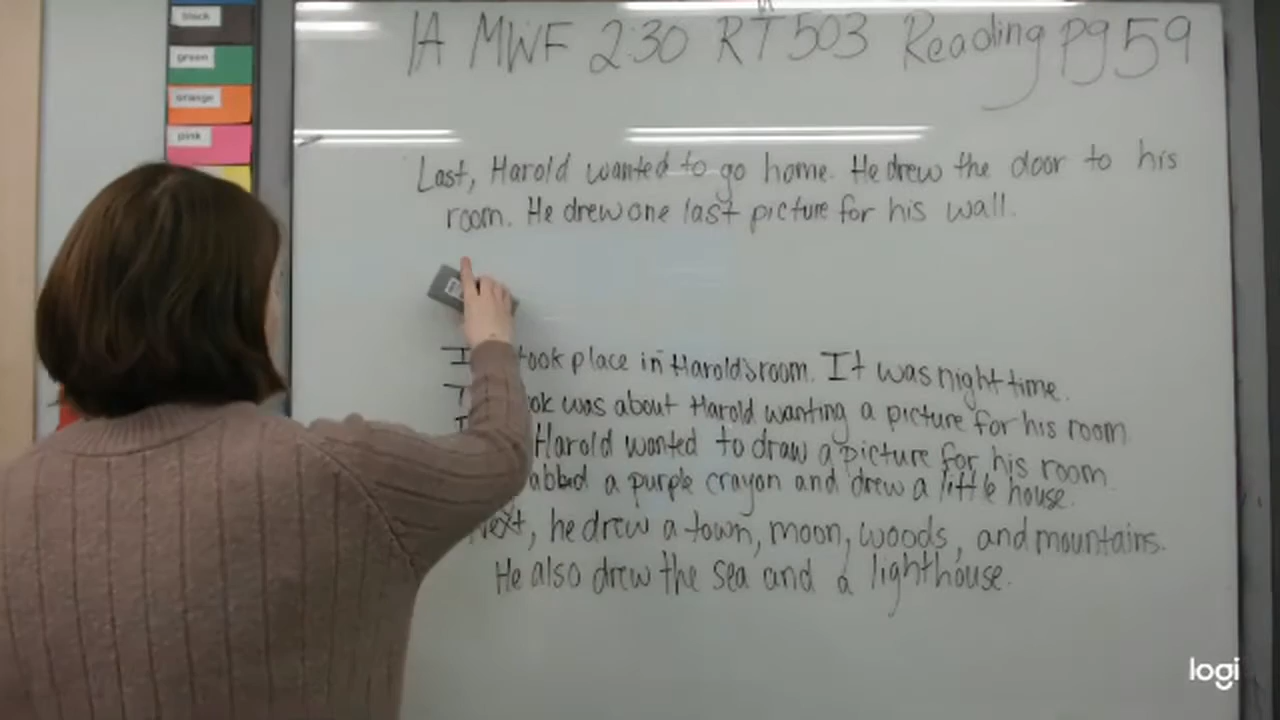 black
green
orange
pink
1A MWF 2:30 RT 503 Reading pg 59
Last, Harold wanted to go home. He drew the door to his
room. He drew one last picture for his wall.
took place in Harold's room. It was night time.
was about Harold wanting a picture for his room
Harold wanted to draw a picture for his room
a purple crayon and drew a little house.
Next, he drew a town, moon, woods, and mountains.
He also drew the sea and a lighthouse.
logi